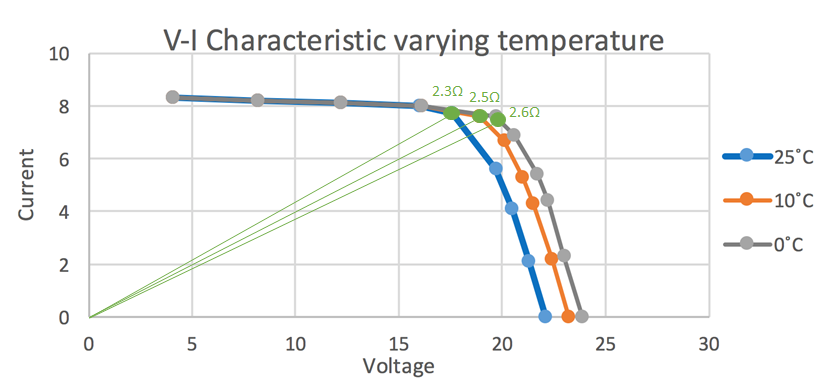 V-I Characteristic varying temperature
10
8
6
4
2
0
Current
2.3Ω
2.5Ω
2.6Ω
25˚C
10˚C
0˚C
0 5 10 15 20 25 30
Voltage